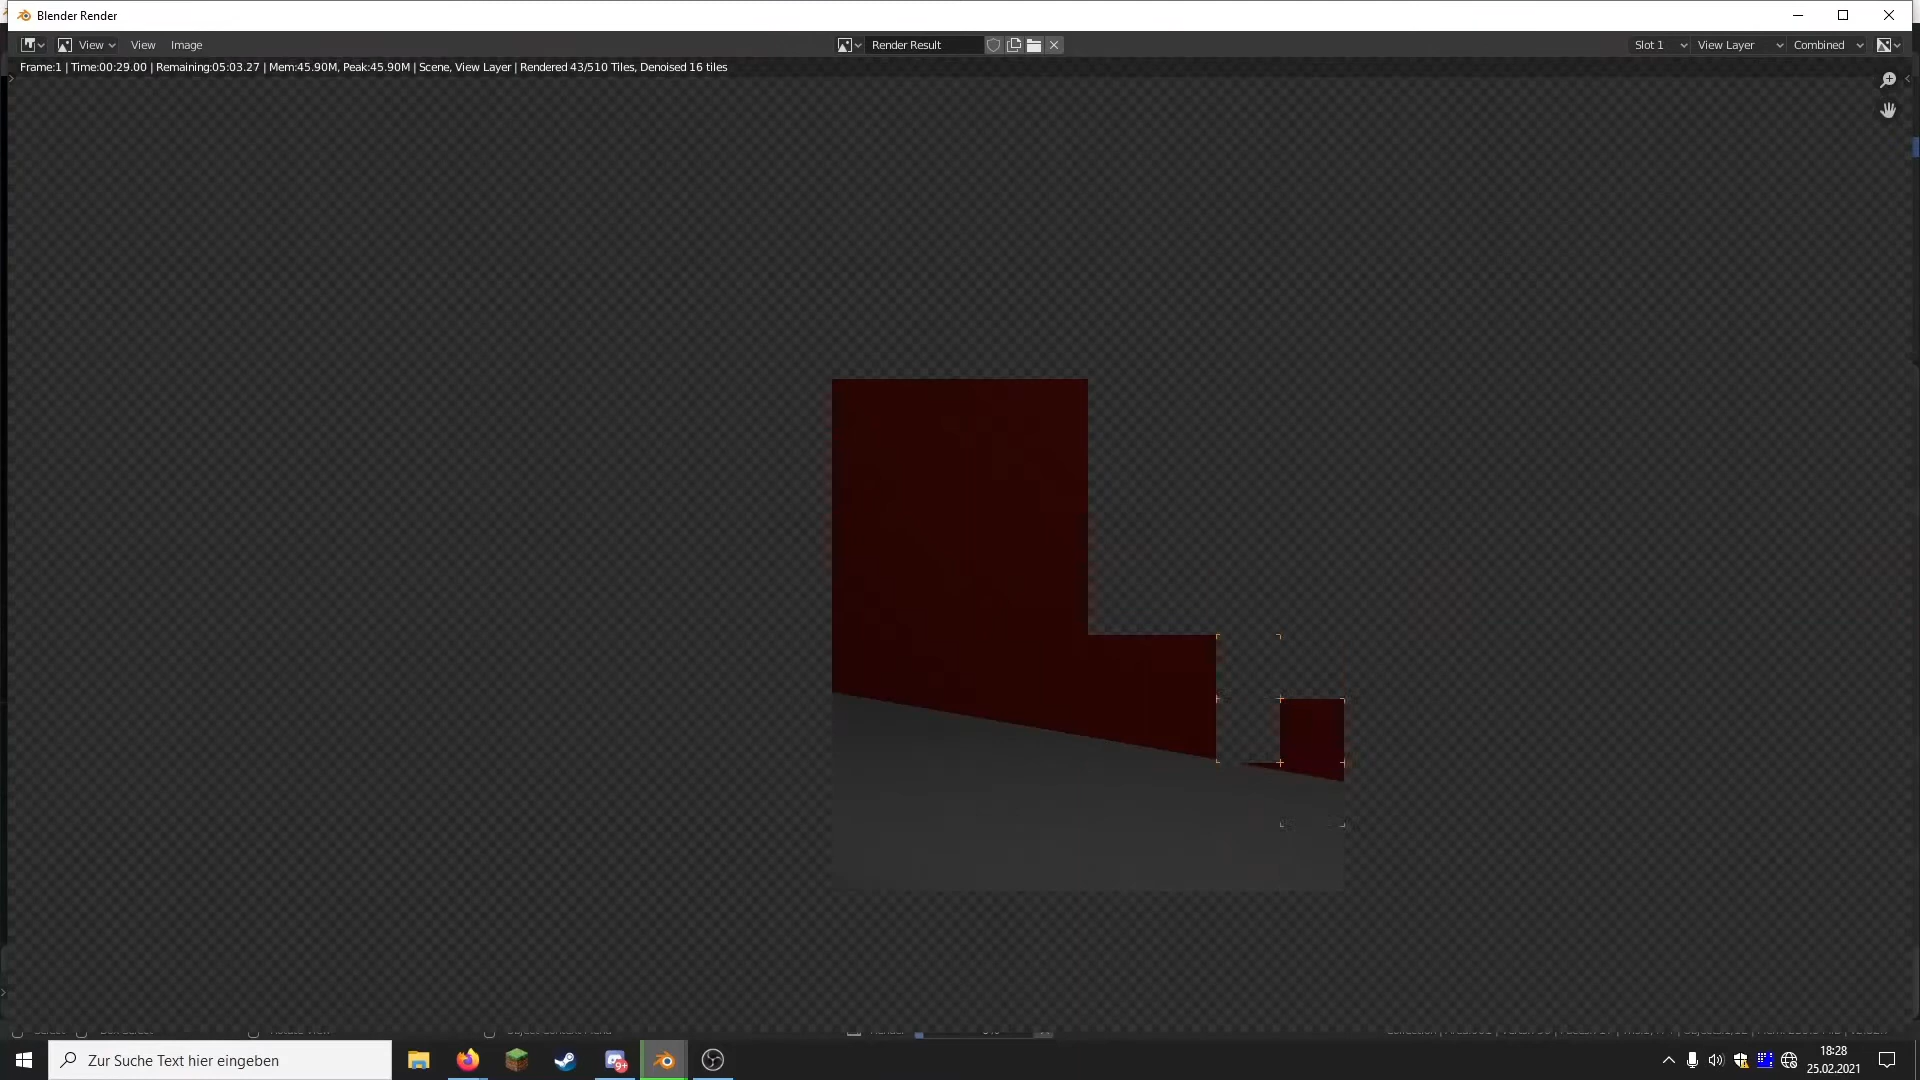 Blender Render
View View Image Render Result Slot 1 View Layer Combined
Frame:1 | Time:00:29.00 | Remaining:05:03.27 | Mem:45.90M, Peak:45.90M | Scene, View Layer | Rendered 43/510 Tiles, Denoised 16 tiles
Zur Suche Text hier eingeben
9+
18:28
25.02.2021